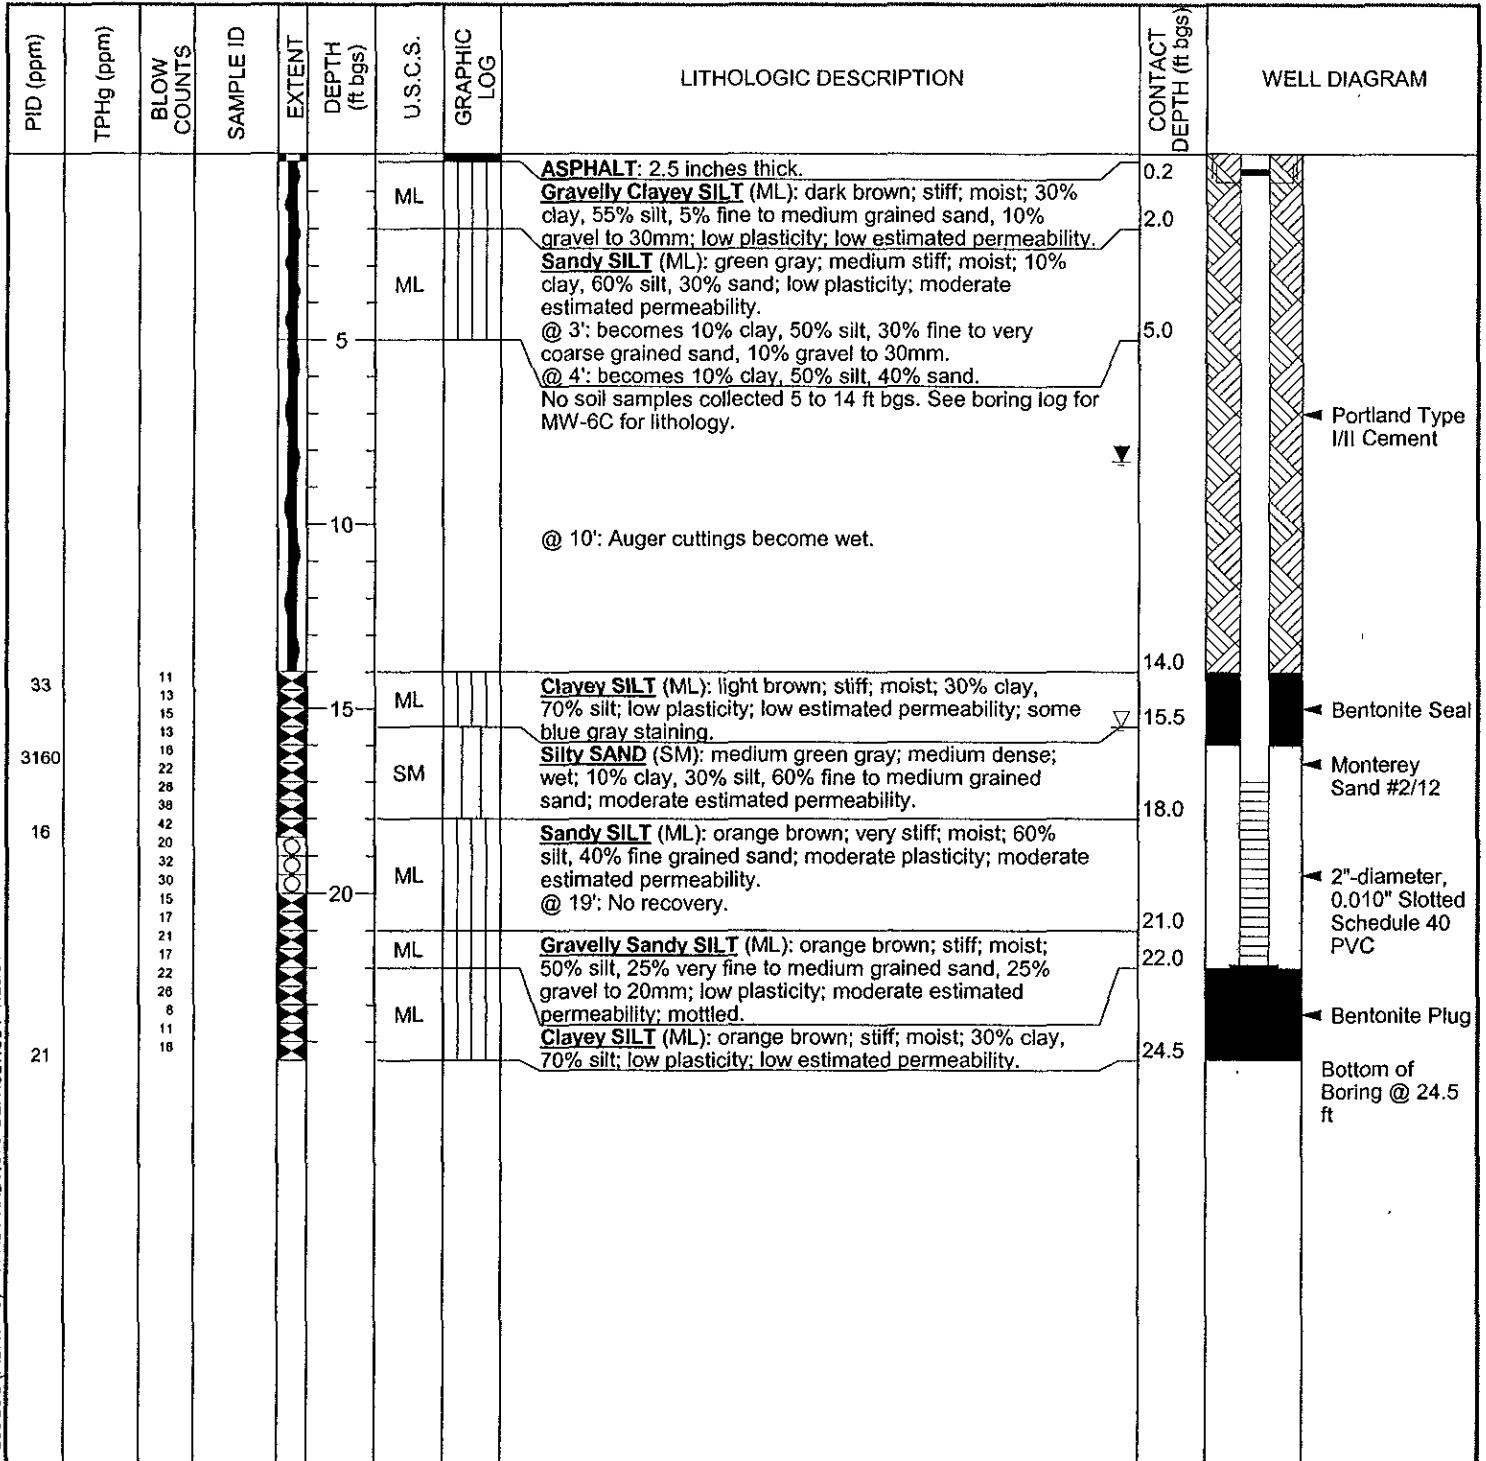 PID (ppm)
TPHg (ppm)
BLOW
COUNTS
SAMPLE ID
EXTENT
DEPTH
(ft bgs)
U.S.C.S.
GRAPHIC
LOG
LITHOLOGIC DESCRIPTION
CONTACT
DEPTH (ft bgs)
WELL DIAGRAM
ASPHALT: 2.5 inches thick.
0.2
ML
Gravelly Clayey SILT (ML): dark brown; stiff; moist; 30%
clay, 55% silt, 5% fine to medium grained sand, 10%
gravel to 30mm; low plasticity; low estimated permeability.
2.0
ML
Sandy SILT (ML): green gray; medium stiff; moist; 10%
clay, 60% silt, 30% sand; low plasticity; moderate
estimated permeability.
@ 3': becomes 10% clay, 50% silt, 30% fine to very
coarse grained sand, 10% gravel to 30mm.
@ 4': becomes 10% clay, 50% silt, 40% sand.
5
5.0
No soil samples collected 5 to 14 ft bgs. See boring log for
MW-6C for lithology.
Portland Type
I/II Cement
10
@ 10': Auger cuttings become wet.
14.0
33
11
13
15
13
16
22
28
38
42
20
32
30
15
17
21
17
22
26
8
11
18
3160
16
21
15
ML
Clayey SILT (ML): light brown; stiff; moist; 30% clay,
70% silt; low plasticity; low estimated permeability; some
blue gray staining.
15.5
Bentonite Seal
SM
Silty SAND (SM): medium green gray; medium dense;
wet; 10% clay, 30% silt, 60% fine to medium grained
sand; moderate estimated permeability.
18.0
Monterey
Sand #2/12
ML
Sandy SILT (ML): orange brown; very stiff; moist; 60%
silt, 40% fine grained sand; moderate plasticity; moderate
estimated permeability.
@ 19': No recovery.
20
21.0
2"-diameter,
0.010" Slotted
Schedule 40
PVC
ML
Gravelly Sandy SILT (ML): orange brown; stiff; moist;
50% silt, 25% very fine to medium grained sand, 25%
gravel to 20mm; low plasticity; moderate estimated
permeability; mottled.
22.0
ML
Clayey SILT (ML): orange brown; stiff; moist; 30% clay,
70% silt; low plasticity; low estimated permeability.
24.5
Bentonite Plug
Bottom of
Boring @ 24.5
ft